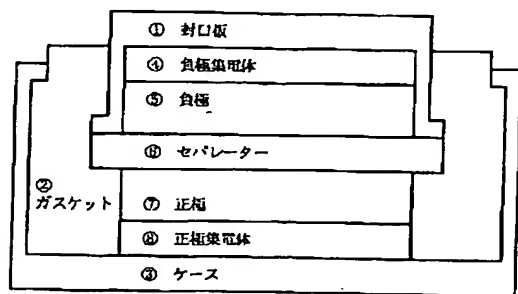 ① 封口板
④ 負極集電体
⑤ 負極
⑥ セパレーター
②
ガスケット
⑦ 正極
⑧ 正極集電体
③ ケース